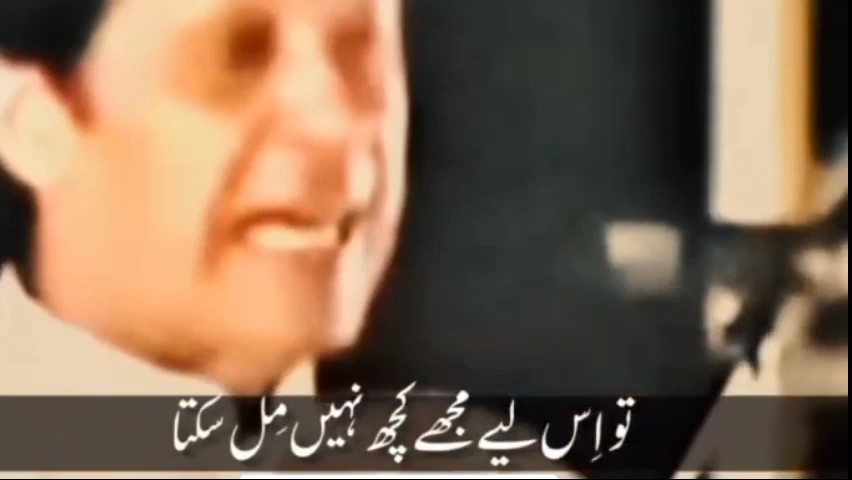 تو اِس لیے مجھے کچھ نہیں مِل سکتا